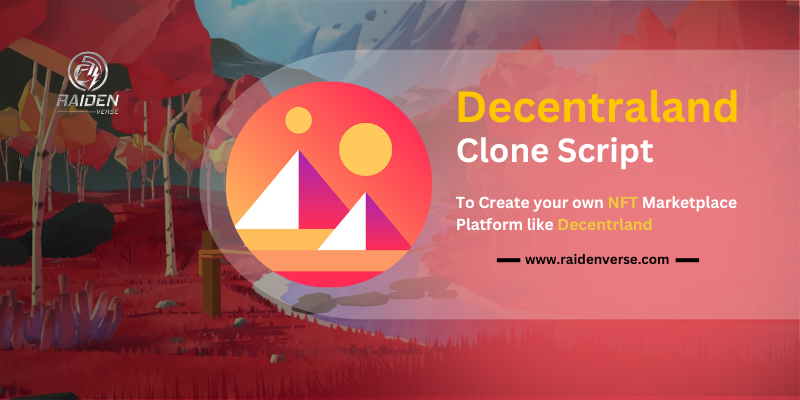 RAIDEN
VERSE
Decentraland
Clone Script
To Create your own NFT Marketplace
Platform like Decentrland
www.raidenverse.com